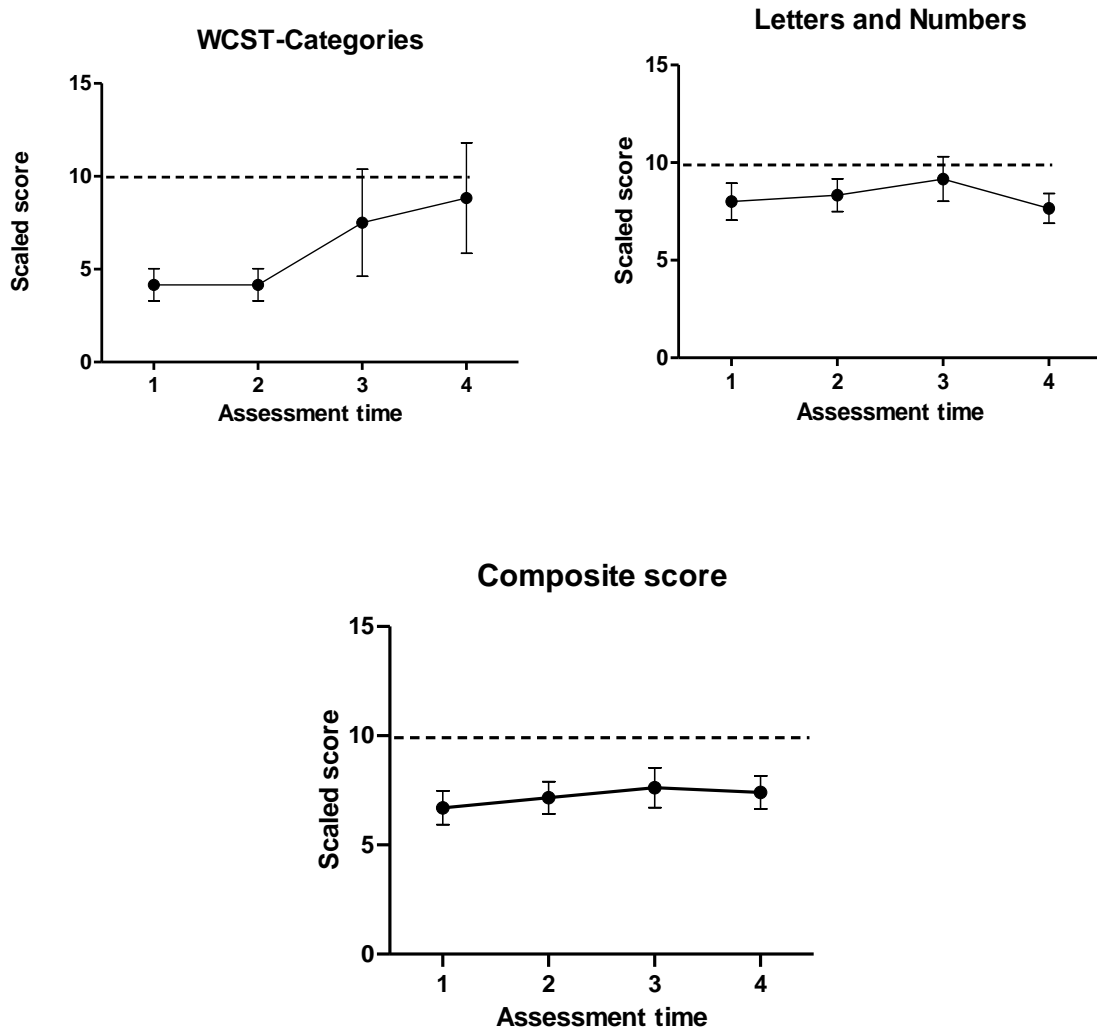 WCST-Categories
15
10
5
0
Scaled score
1 2 3 4
Assessment time
Letters and Numbers
15
10
5
0
Scaled score
1 2 3 4
Assessment time
Composite score
15
10
5
0
Scaled score
1 2 3 4
Assessment time